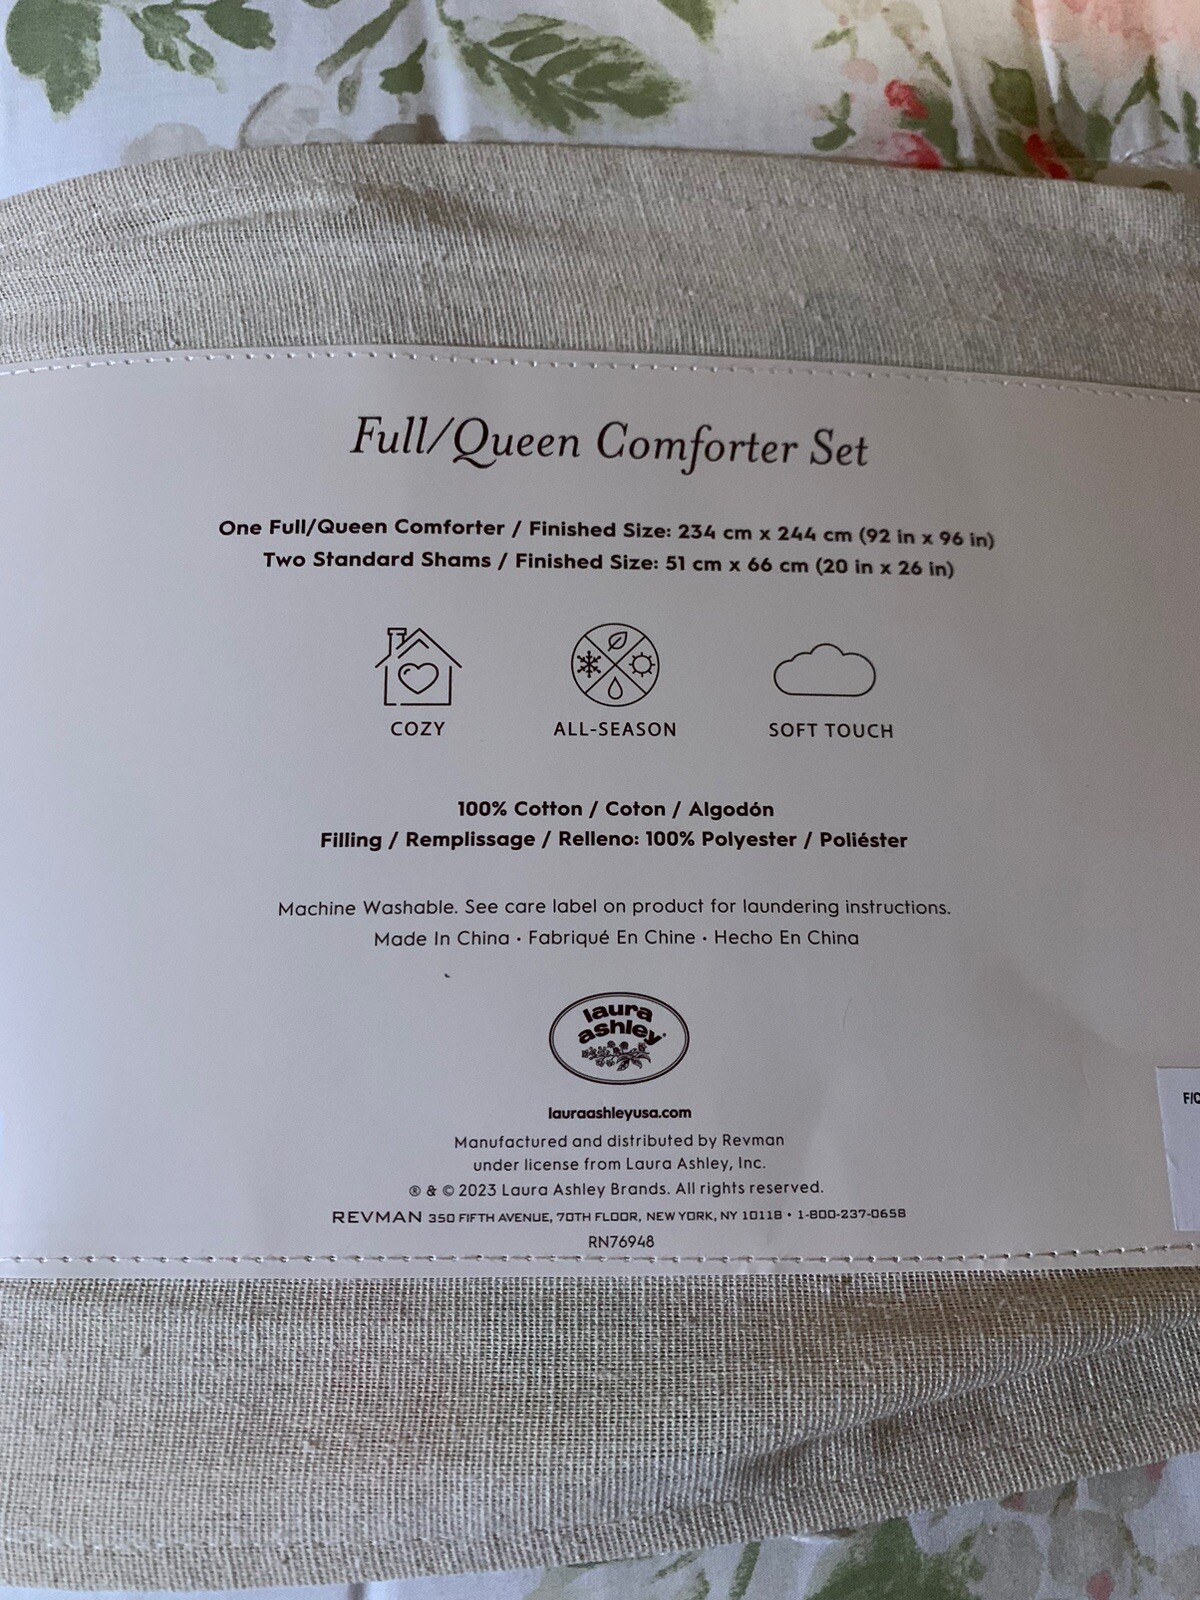 Full/Queen Comforter Set
One Full/Queen Comforter / Finished Size: 234 cm x 244 cm (92 in x 96 in)
Two Standard Shams / Finished Size: 51 cm x 66 cm (20 in x 26 in)
COZY
ALL-SEASON
SOFT TOUCH
100% Cotton / Coton / Algodón
Filling / Remplissage / Relleno: 100% Polyester / Poliéster
Machine Washable. See care label on product for laundering instructions.
Made In China • Fabriqué En Chine • Hecho En China
laura
ashley®
lauraashleyusa.com
F/Q
Manufactured and distributed by Revman
under license from Laura Ashley, Inc.
® & © 2023 Laura Ashley Brands. All rights reserved.
REVMAN 350 FIFTH AVENUE, 70TH FLOOR, NEW YORK, NY 10118 • 1-800-237-0658
RN76948